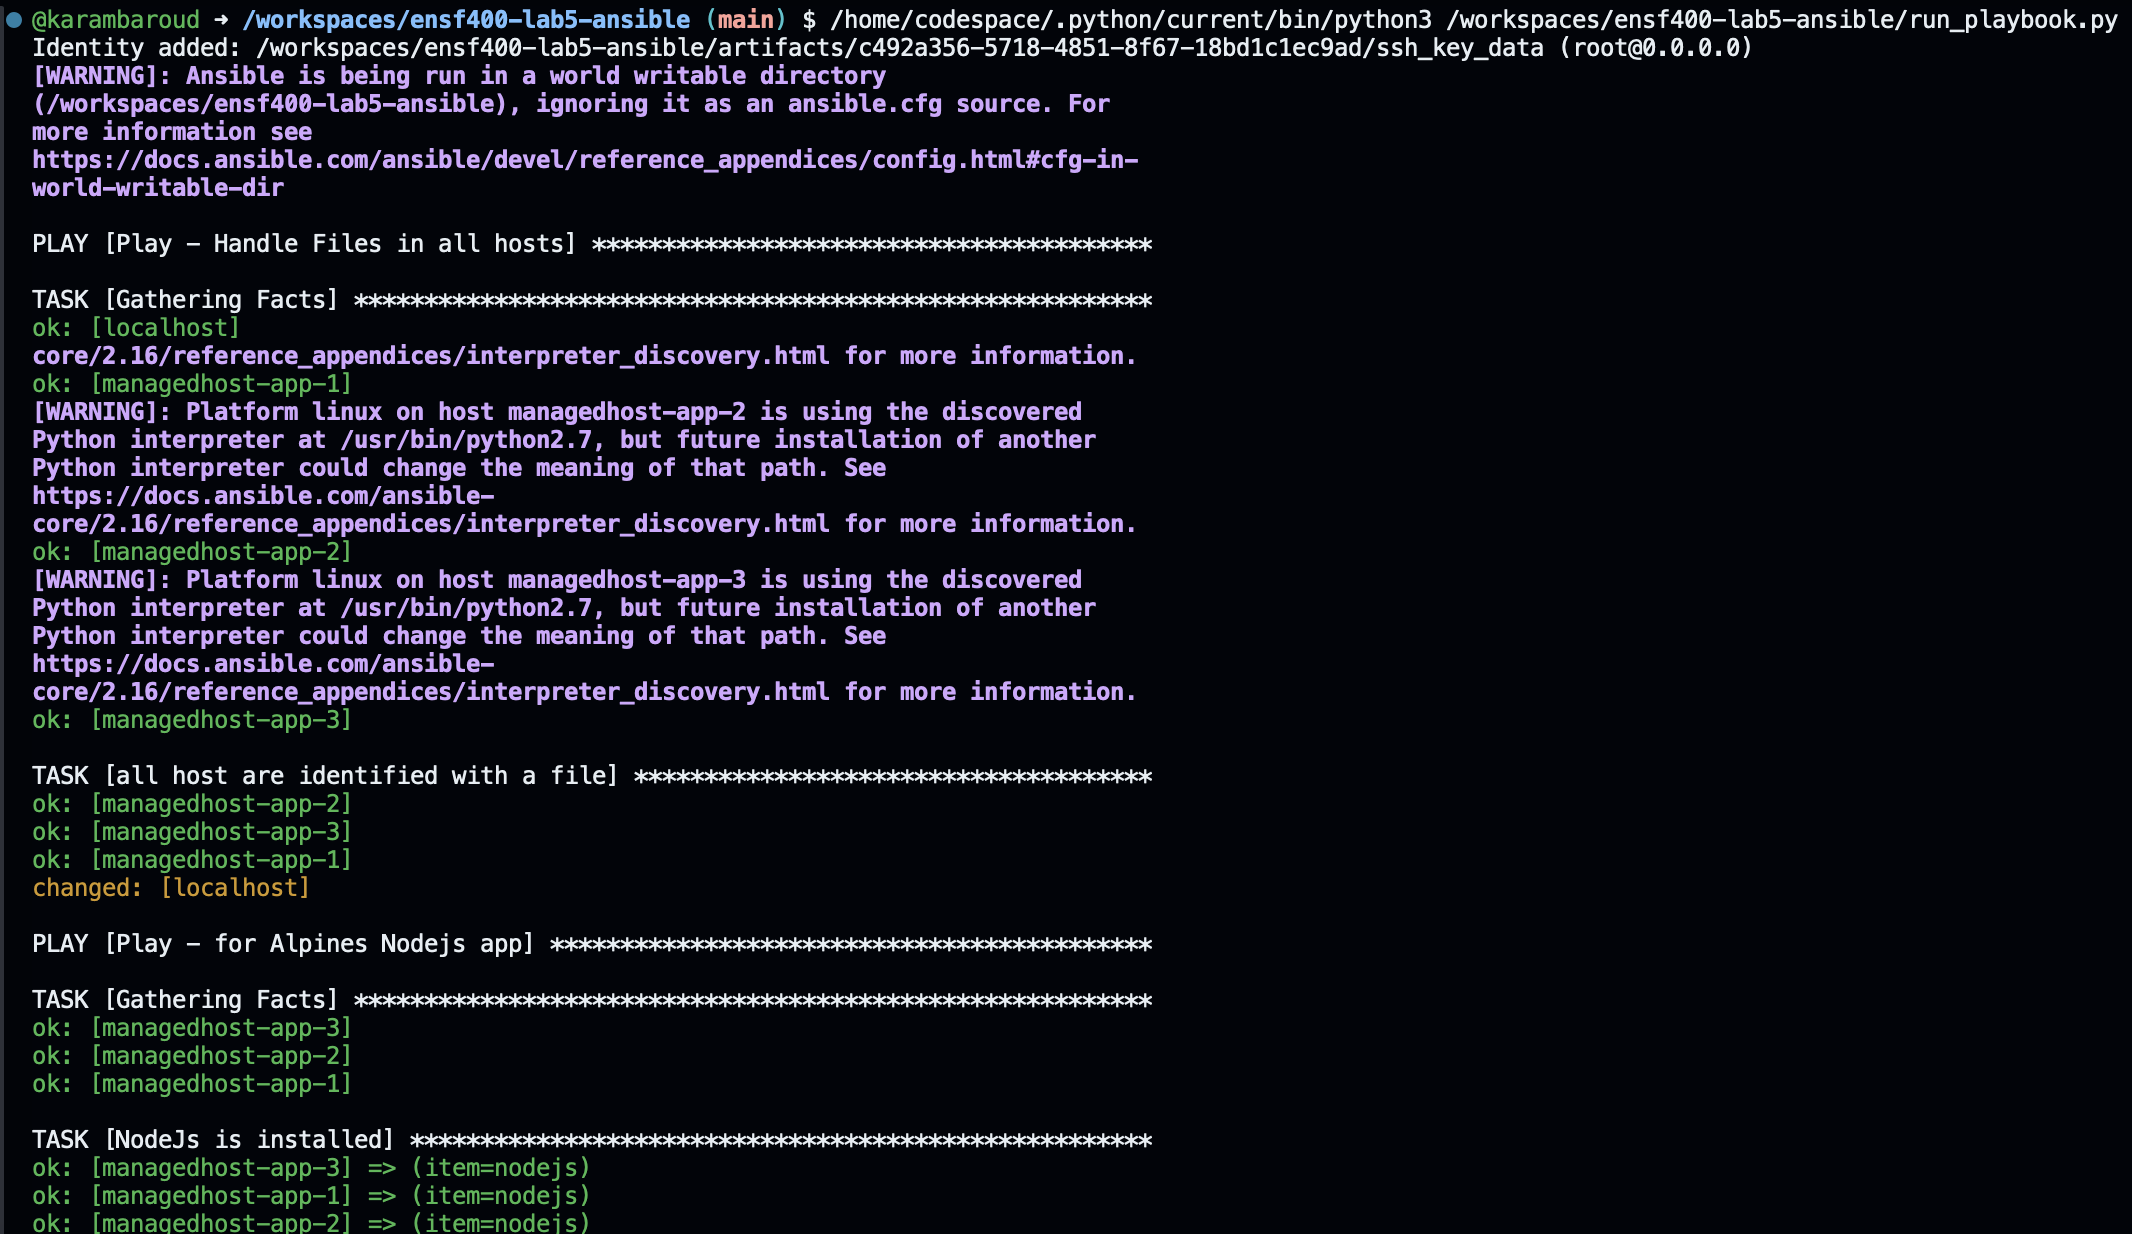 @karambaroud ➜ /workspaces/ensf400-lab5-ansible (main) $ /home/codespace/.python/current/bin/python3 /workspaces/ensf400-lab5-ansible/run_playbook.py
Identity added: /workspaces/ensf400-lab5-ansible/artifacts/c492a356-5718-4851-8f67-18bd1c1ec9ad/ssh_key_data (root@0.0.0.0)
[WARNING]: Ansible is being run in a world writable directory
(/workspaces/ensf400-lab5-ansible), ignoring it as an ansible.cfg source. For
more information see
https://docs.ansible.com/ansible/devel/reference_appendices/config.html#cfg-in-
world-writable-dir
PLAY [Play - Handle Files in all hosts] ****************************************
TASK [Gathering Facts] *********************************************************
ok: [localhost]
core/2.16/reference_appendices/interpreter_discovery.html for more information.
ok: [managedhost-app-1]
[WARNING]: Platform linux on host managedhost-app-2 is using the discovered
Python interpreter at /usr/bin/python2.7, but future installation of another
Python interpreter could change the meaning of that path. See
https://docs.ansible.com/ansible-
core/2.16/reference_appendices/interpreter_discovery.html for more information.
ok: [managedhost-app-2]
[WARNING]: Platform linux on host managedhost-app-3 is using the discovered
Python interpreter at /usr/bin/python2.7, but future installation of another
Python interpreter could change the meaning of that path. See
https://docs.ansible.com/ansible-
core/2.16/reference_appendices/interpreter_discovery.html for more information.
ok: [managedhost-app-3]
TASK [all host are identified with a file] *************************************
ok: [managedhost-app-2]
ok: [managedhost-app-3]
ok: [managedhost-app-1]
changed: [localhost]
PLAY [Play - for Alpines Nodejs app] *******************************************
TASK [Gathering Facts] *********************************************************
ok: [managedhost-app-3]
ok: [managedhost-app-2]
ok: [managedhost-app-1]
TASK [NodeJs is installed] *****************************************************
ok: [managedhost-app-3] => (item=nodejs)
ok: [managedhost-app-1] => (item=nodejs)
ok: [managedhost-app-2] => (item=nodejs)